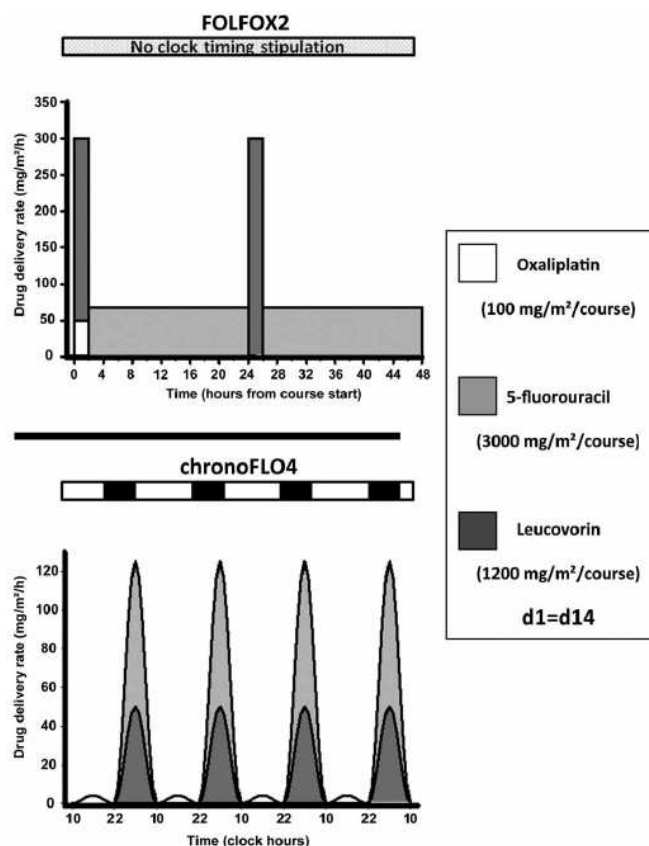 FOLFOX2
No clock timing stipulation
Drug delivery rate (mg/m²/h)
350
300
250
200
150
100
50
0
0 4 8 12 16 20 24 28 32 36 40 44 48
Time (hours from course start)
chronoFLO4
Drug delivery rate (mg/m²/h)
120
100
80
60
40
20
0
10 22 10 22 10 22 10 22 10
Time (clock hours)
Oxaliplatin
(100 mg/m²/course)
5-fluorouracil
(3000 mg/m²/course)
Leucovorin
(1200 mg/m²/course)
d1=d14